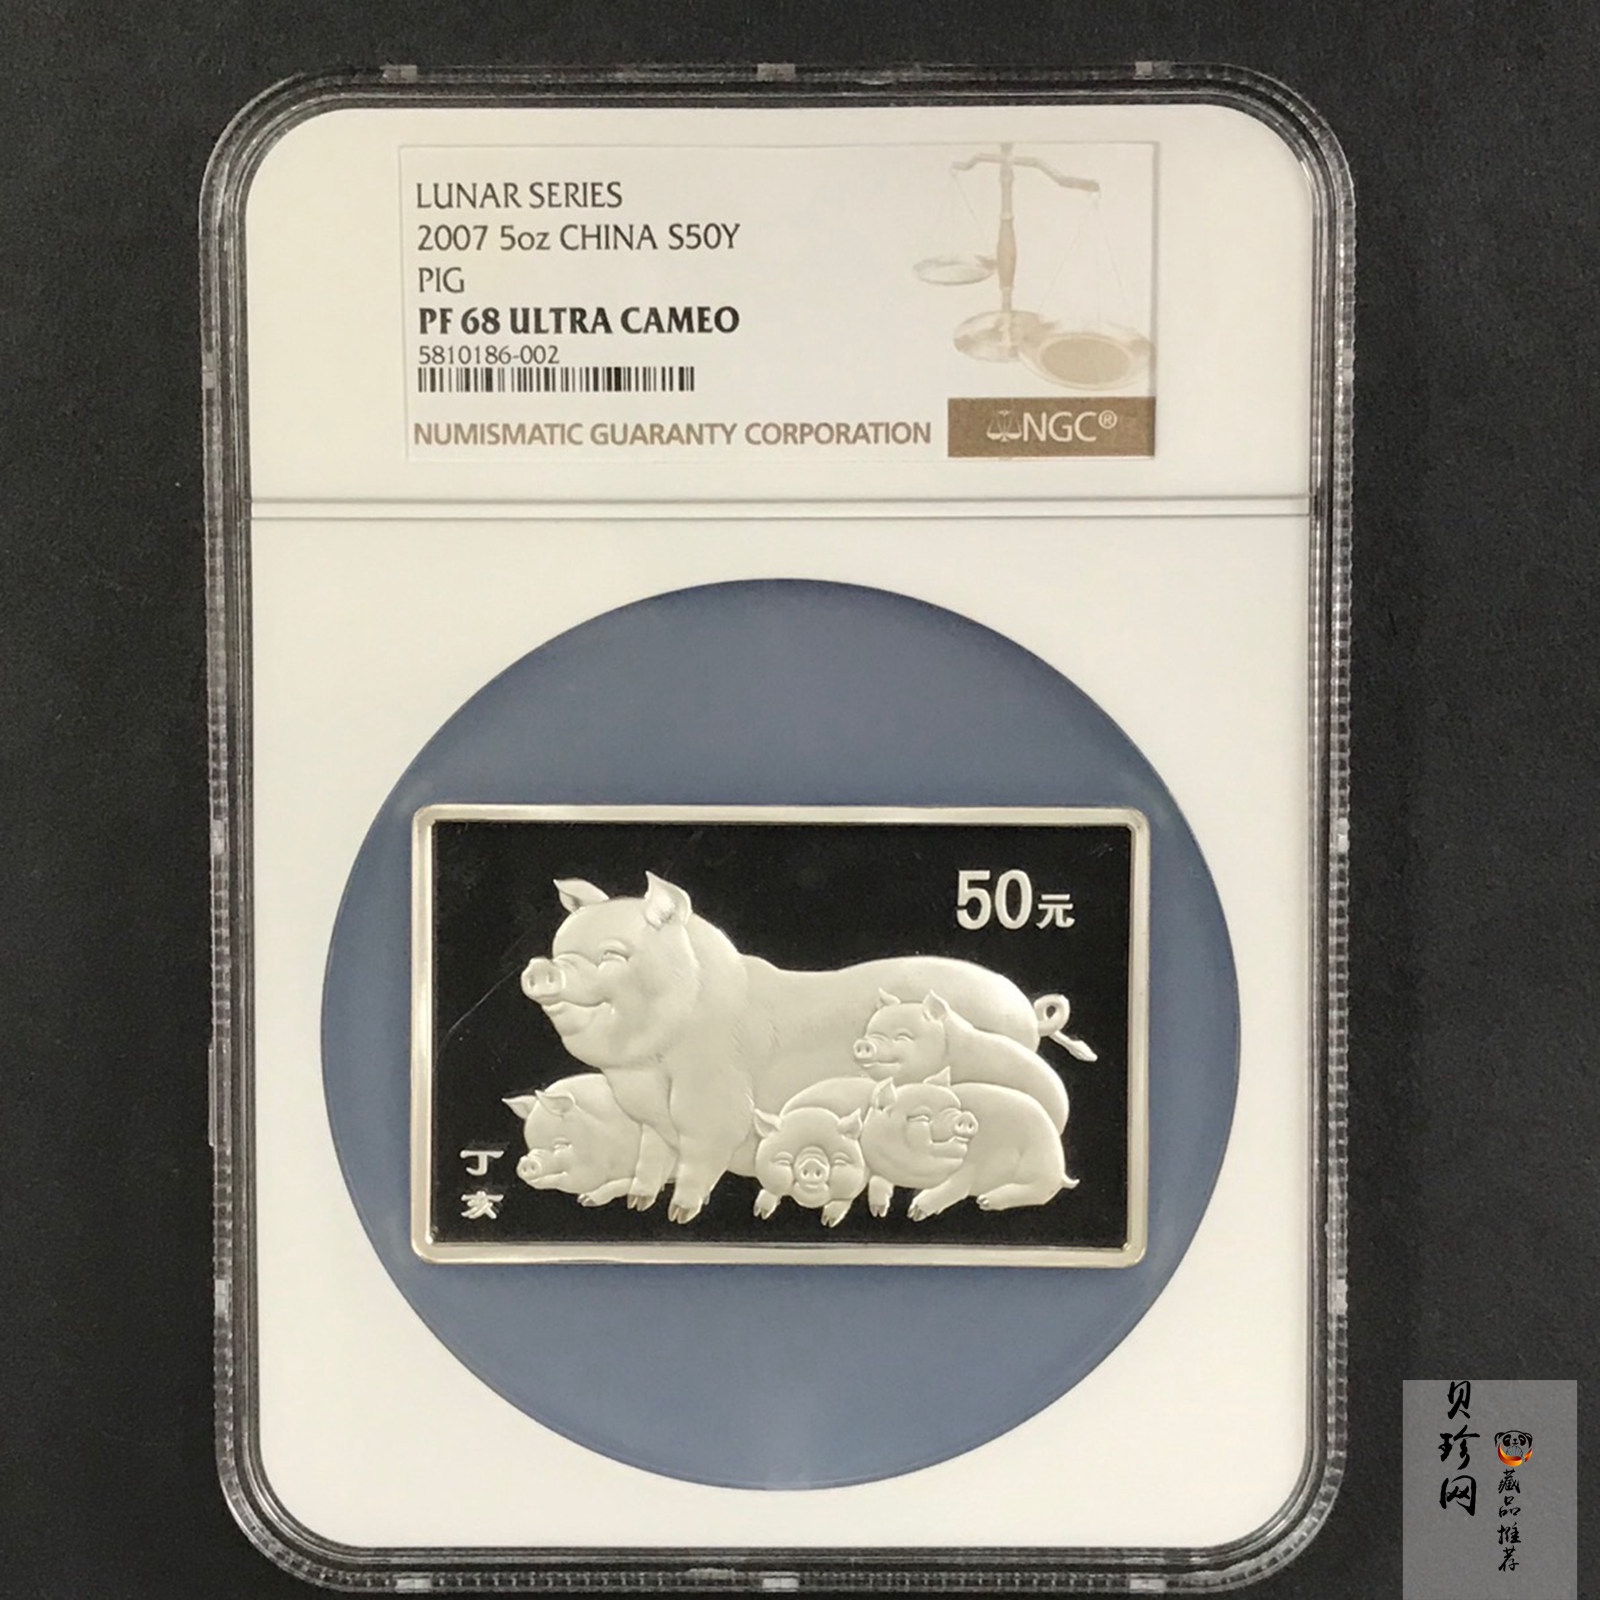 LUNAR SERIES
2007 5oz CHINA S50Y
PIG
PF 68 ULTRA CAMEO
5810186-002
NUMISMATIC GUARANTY CORPORATION
NGC®
50元
丁
亥
贝珍网
藏品推荐